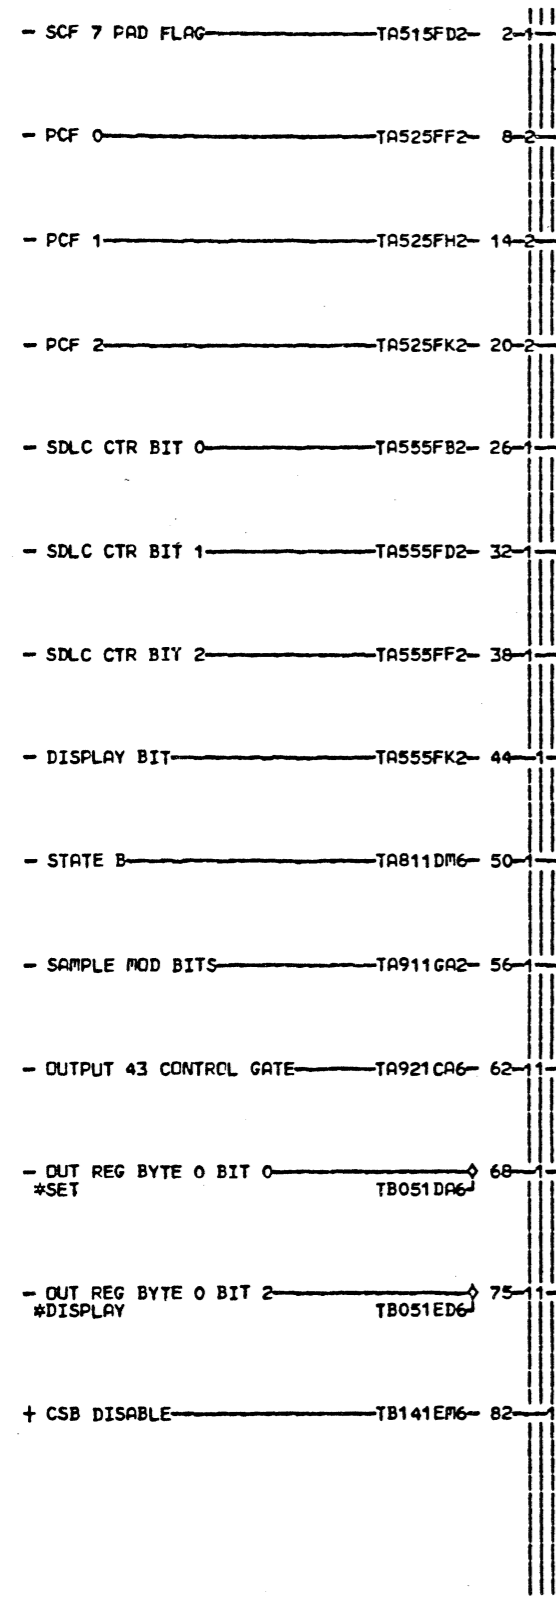 - SCF 7 PAD FLAG TA515FD2- 2-1
- PCF 0 TA525FF2- 8-2
- PCF 1 TA525FH2- 14-2
- PCF 2 TA525FK2- 20-2
- SDLC CTR BIT 0 TA555FB2- 26-1
- SDLC CTR BIT 1 TA555FD2- 32-1
- SDLC CTR BIY 2 TA555FF2- 38-1
- DISPLAY BIT TA555FK2- 44-1-
- STATE B TA811DM6- 50-1
- SAMPLE MOD BITS TA911GA2- 56-1
- OUTPUT 43 CONTROL GATE TA921CA6- 62-11-
- OUT REG BYTE 0 BIT 0 68-1-
#SET TB051DA6
- OUT REG BYTE 0 BIT 2 75-11-
#DISPLAY TB051ED6
+ CSB DISABLE TB141EM6- 82-1